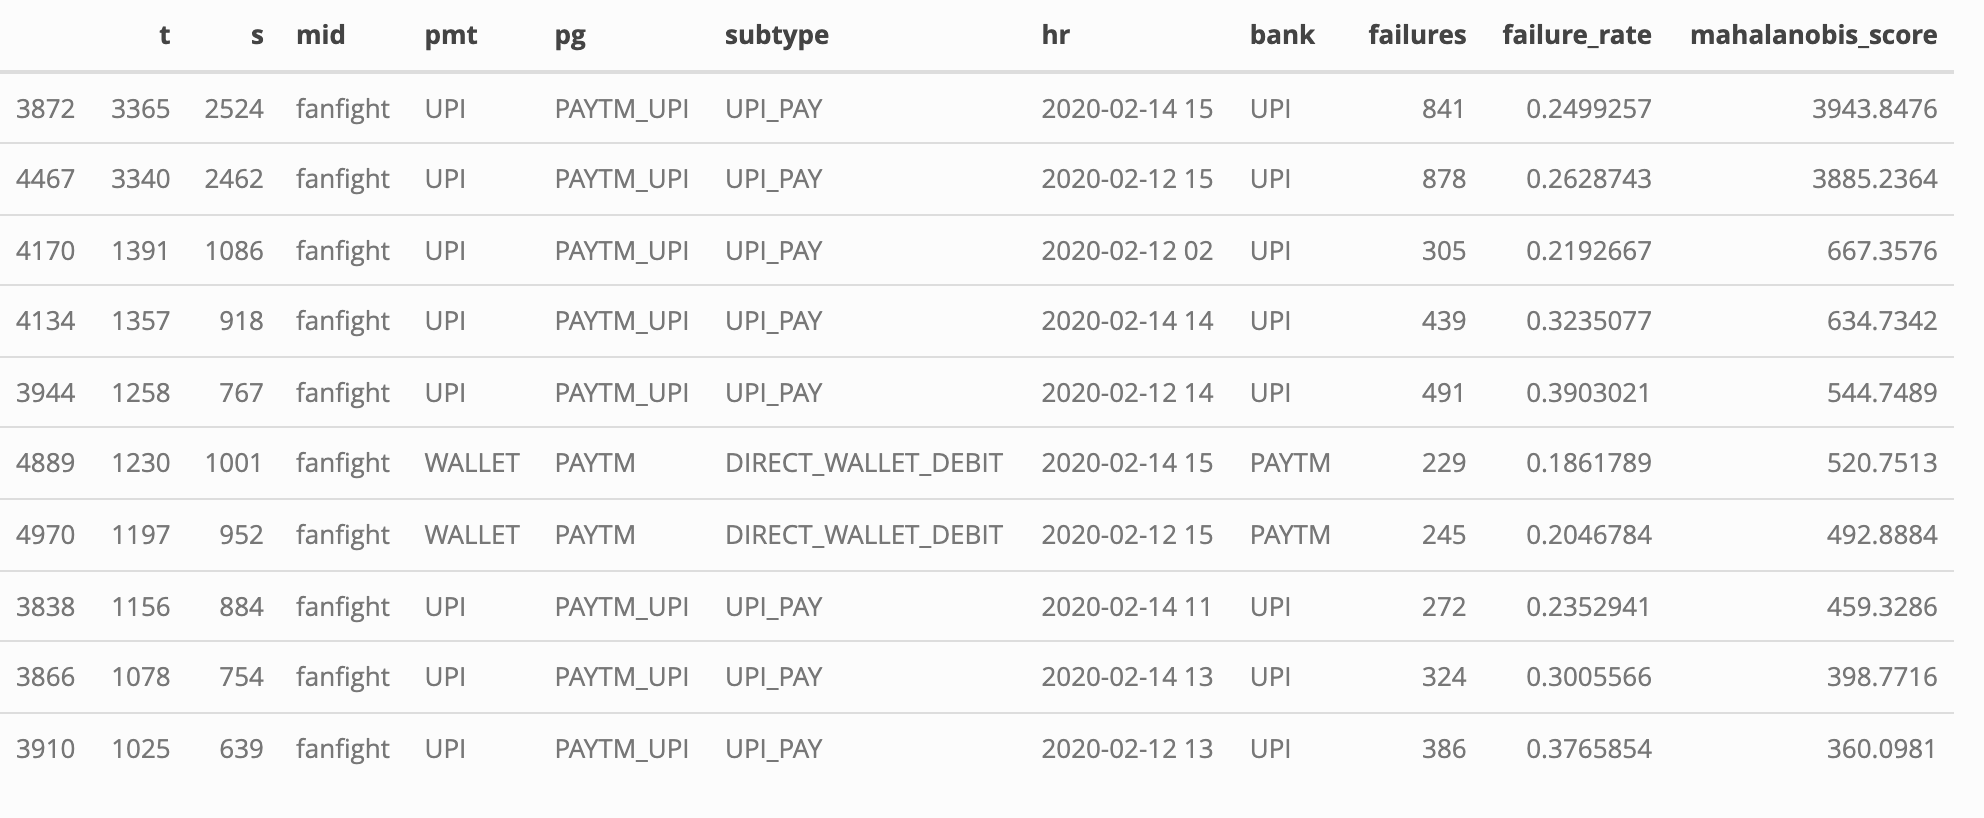 t s mid pmt pg subtype hr bank failures failure_rate mahalanobis_score
3872 3365 2524 fanfight UPI PAYTM_UPI UPI_PAY 2020-02-14 15 UPI 841 0.2499257 3943.8476
4467 3340 2462 fanfight UPI PAYTM_UPI UPI_PAY 2020-02-12 15 UPI 878 0.2628743 3885.2364
4170 1391 1086 fanfight UPI PAYTM_UPI UPI_PAY 2020-02-12 02 UPI 305 0.2192667 667.3576
4134 1357 918 fanfight UPI PAYTM_UPI UPI_PAY 2020-02-14 14 UPI 439 0.3235077 634.7342
3944 1258 767 fanfight UPI PAYTM_UPI UPI_PAY 2020-02-12 14 UPI 491 0.3903021 544.7489
4889 1230 1001 fanfight WALLET PAYTM DIRECT_WALLET_DEBIT 2020-02-14 15 PAYTM 229 0.1861789 520.7513
4970 1197 952 fanfight WALLET PAYTM DIRECT_WALLET_DEBIT 2020-02-12 15 PAYTM 245 0.2046784 492.8884
3838 1156 884 fanfight UPI PAYTM_UPI UPI_PAY 2020-02-14 11 UPI 272 0.2352941 459.3286
3866 1078 754 fanfight UPI PAYTM_UPI UPI_PAY 2020-02-14 13 UPI 324 0.3005566 398.7716
3910 1025 639 fanfight UPI PAYTM_UPI UPI_PAY 2020-02-12 13 UPI 386 0.3765854 360.0981